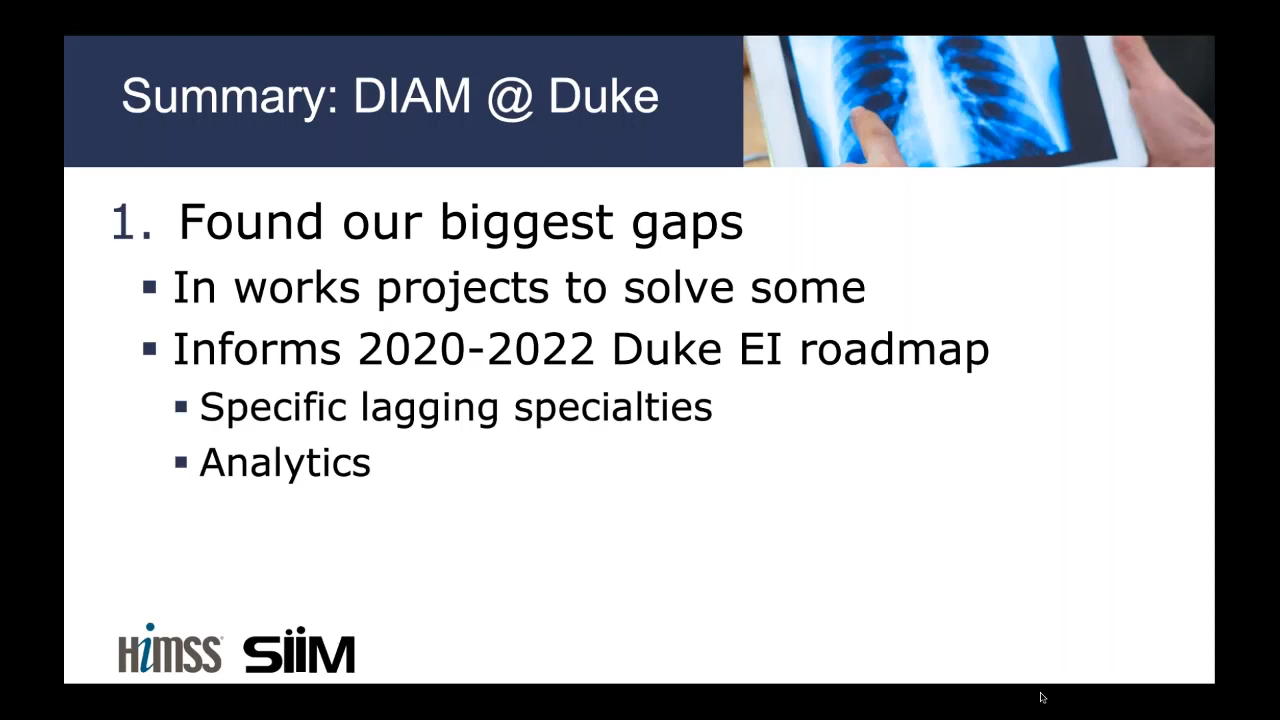 Summary: DIAM @ Duke
1. Found our biggest gaps
▪ In works projects to solve some
▪ Informs 2020-2022 Duke EI roadmap
▪ Specific lagging specialties
▪ Analytics
HiMSS SiiM